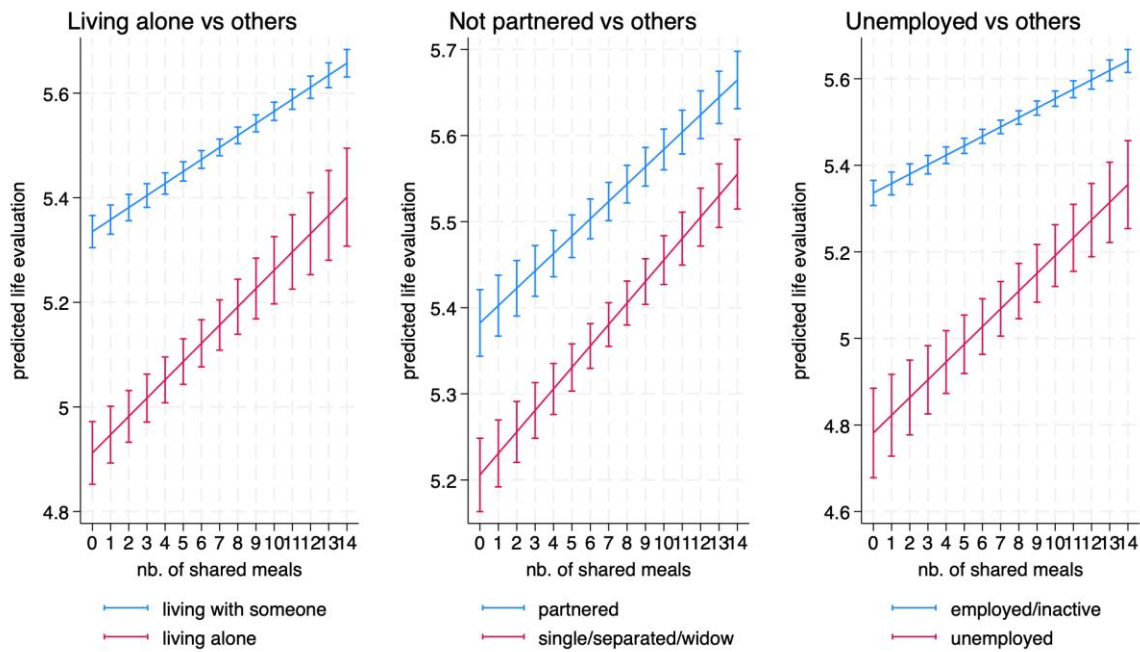 Living alone vs others
predicted life evaluation
5.6
5.4
5.2
5
4.8
0 1 2 3 4 5 6 7 8 9 10 11 12 13 14
nb. of shared meals
living with someone
living alone
Not partnered vs others
predicted life evaluation
5.7
5.6
5.5
5.4
5.3
5.2
0 1 2 3 4 5 6 7 8 9 10 11 12 13 14
nb. of shared meals
partnered
single/separated/widow
Unemployed vs others
predicted life evaluation
5.6
5.4
5.2
5
4.8
4.6
0 1 2 3 4 5 6 7 8 9 10 11 12 13 14
nb. of shared meals
employed/inactive
unemployed